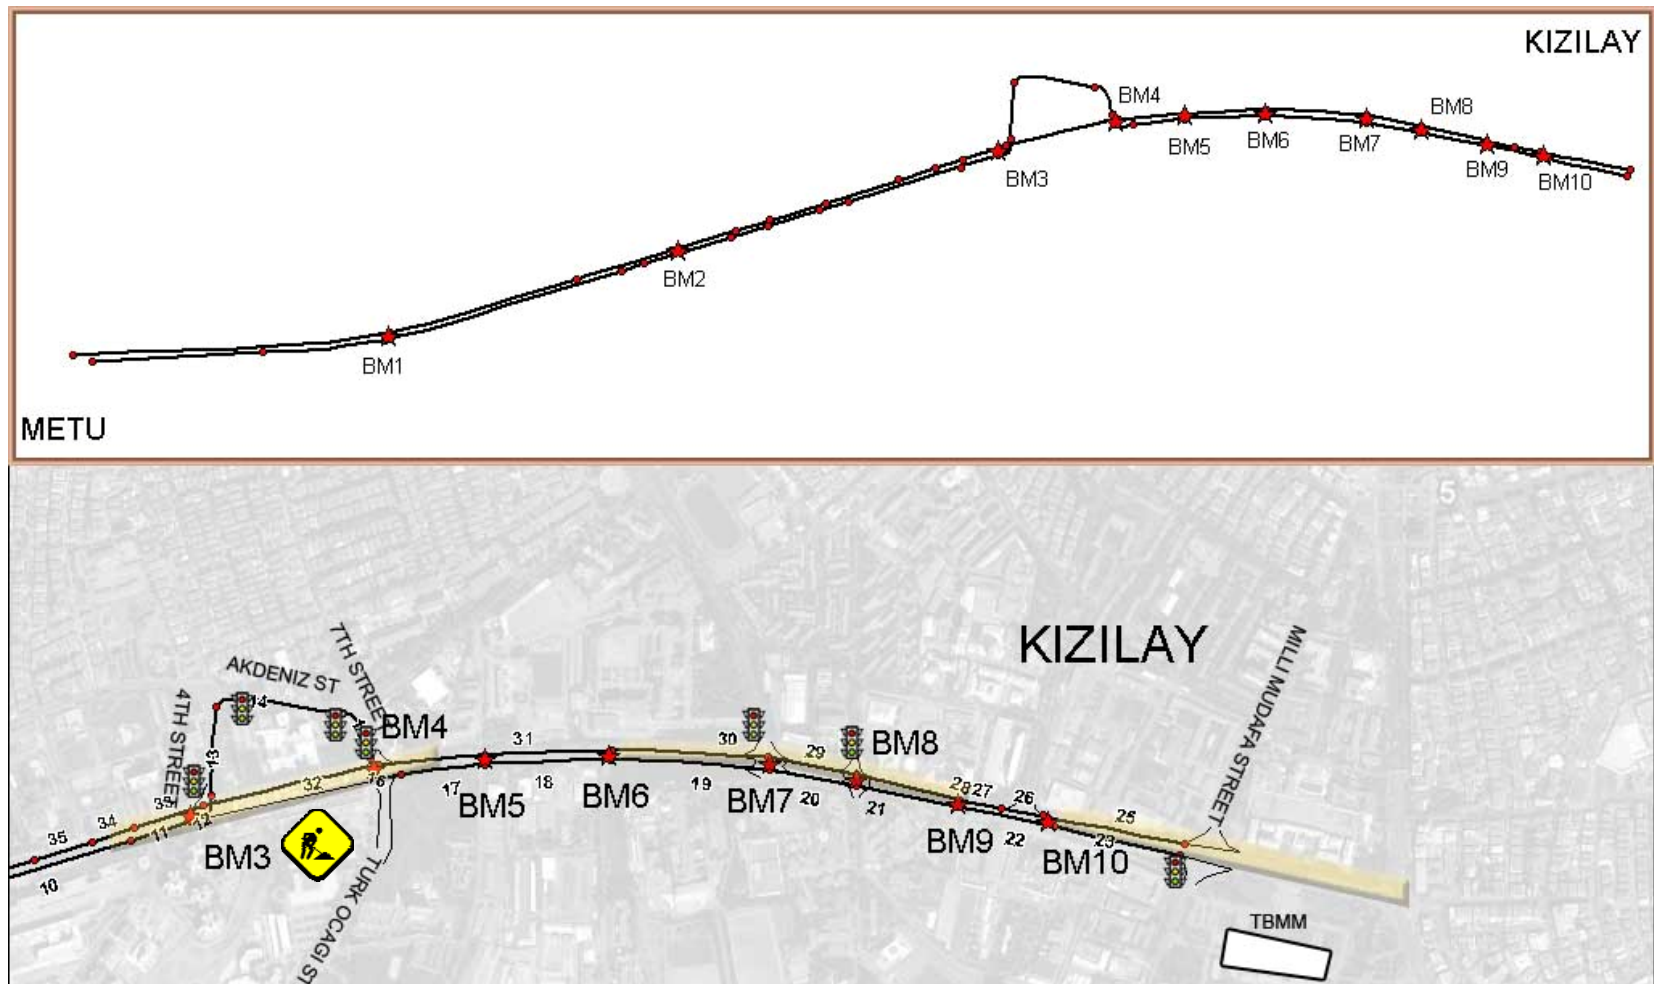 KIZILAY
BM4
BM8
BM5
BM6
BM7
BM9
BM10
BM3
BM2
BM1
METU
5
KIZILAY
MILLI MUDAFA STREET
7TH STREET
AKDENIZ ST
4TH STREET
14
13
BM4
BM8
31
30
29
32
16
17
18
19
20
21
28
27
26
25
BM5
BM6
BM7
BM9
22
23
BM10
35
34
11
12
BM3
10
TURK OCAGI ST
TBMM